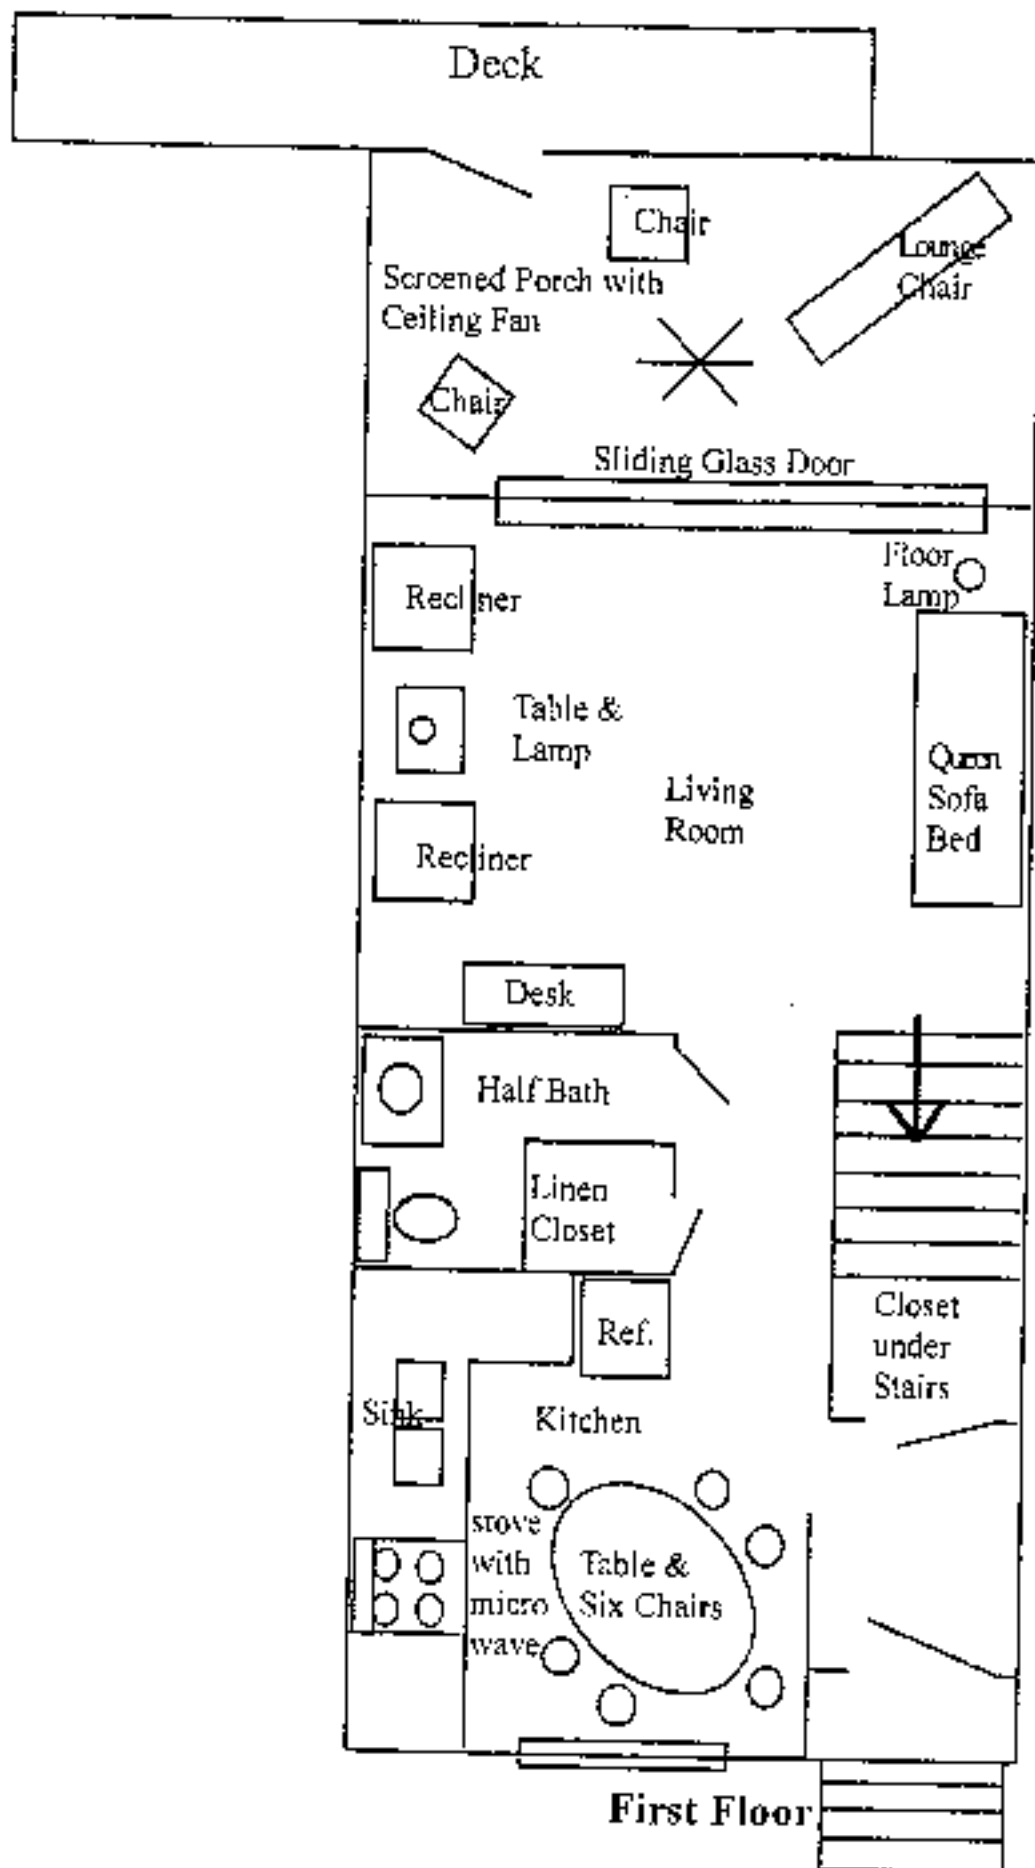 Deck
Chair
Lounge
Chair
Screened Porch with
Ceiling Fan
Chair
Sliding Glass Door
Floor
Lamp
Recliner
Table &
Lamp
Queen
Sofa
Bed
Living
Room
Recliner
Desk
Half Bath
Linen
Closet
Closet
under
Stairs
Ref.
Sink
Kitchen
stove
with
micro
wave
Table &
Six Chairs
First Floor